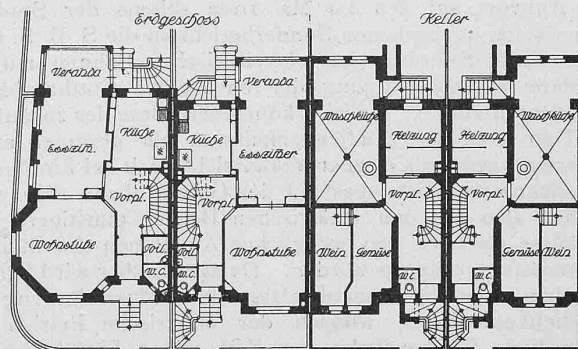 Erdgeschoss
Keller
Veranda
Veranda
Küche
Küche
Esszim.
Esszimer
Vorpl.
Vorpl.
Wohnstube
Wohnstube
Toil.
Toil.
W.C.
W.C.
Waschküche
Heizung
Heizung
Waschküche
Vorpl.
Vorpl.
Wein
Gemüse
Gemüse
Wein
W.C.
W.C.